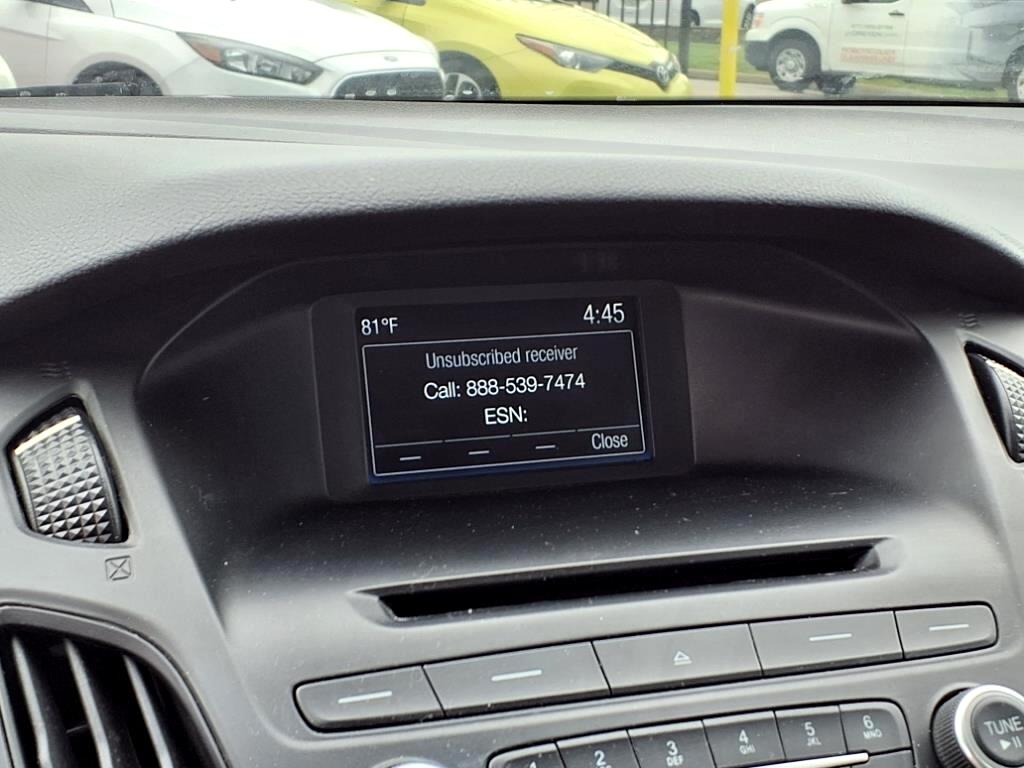 81°F
4:45
Unsubscribed receiver
Call: 888-539-7474
ESN:
Close
TUNE
4 GHI
5 JKL
6 MNO
3 DEF
2
1